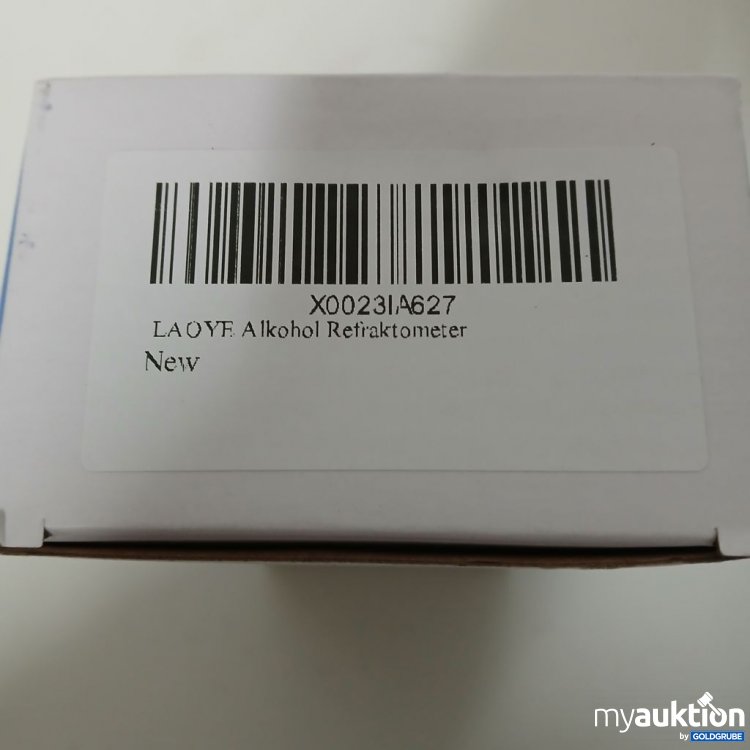 X0023IA627
LAOYE Alkohol Refraktometer
New
myauktion
by GOLDGRUBE